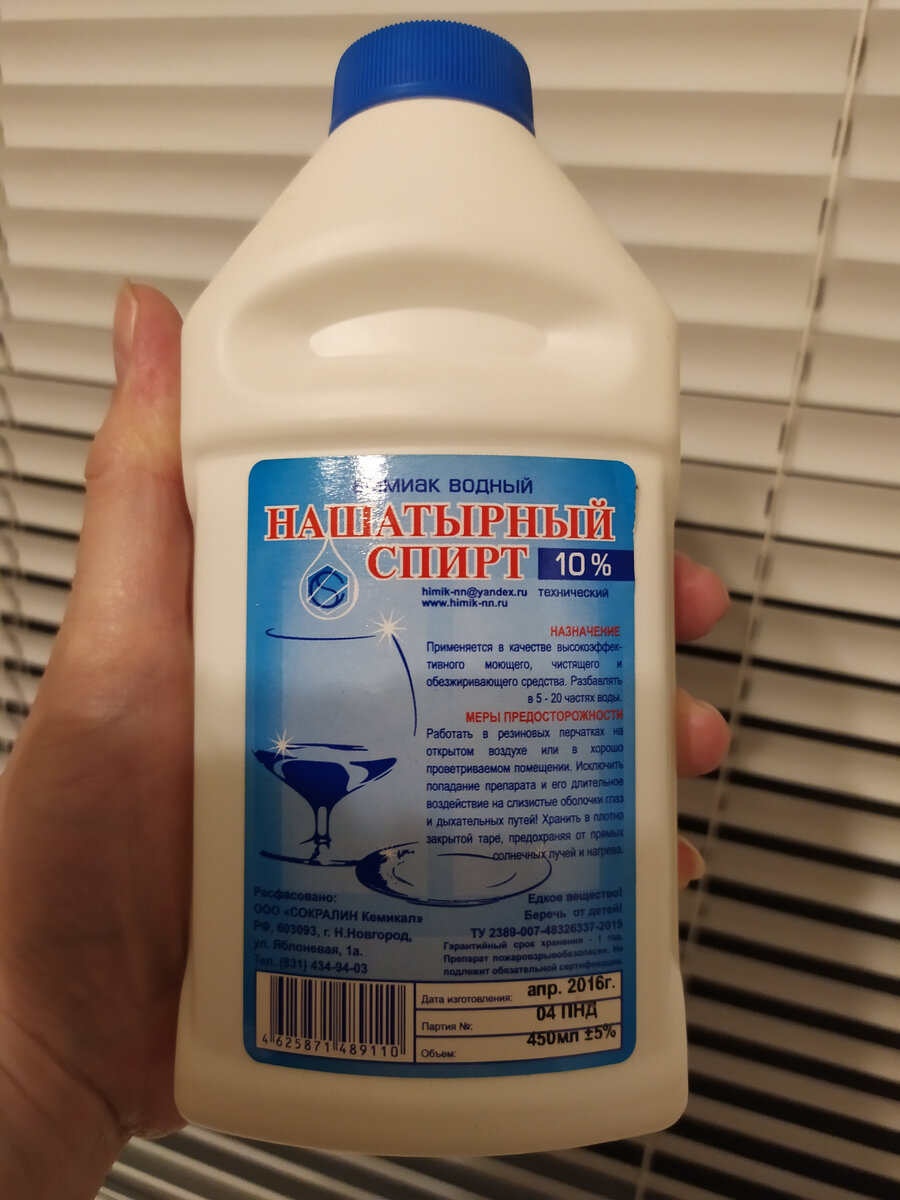 аммиак водный
НАШАТЫРНЫЙ
СПИРТ 10%
himik-nn@yandex.ru технический
www.himik-nn.ru
НАЗНАЧЕНИЕ
Применяется в качестве высокоэффек-
тивного моющего, чистящего и
обезжиривающего средства. Разбавлять
в 5 - 20 частях воды.
МЕРЫ ПРЕДОСТОРОЖНОСТИ
Работать в резиновых перчатках на
открытом воздухе или в хорошо
проветриваемом помещении. Исключить
попадание препарата и его длительное
воздействие на слизистые оболочки глаз
и дыхательных путей! Хранить в плотно
закрытой таре, предохраняя от прямых
солнечных лучей и нагрева.
Расфасовано:
ООО «СОКРАЛИН Кемикал»
РФ, 603093, г. Н.Новгород,
ул. Яблоневая, 1а.
Тел. (831) 434-94-03
Едкое вещество!
Беречь от детей!
ТУ 2389-007-48326337-2015
Гарантийный срок хранения - 1 год.
Препарат пожаровзрывобезопасен. Не
подлежит обязательной сертификации.
Дата изготовления: апр. 2016г.
Партия №: 04 ПНД
Объем: 450мл ±5%
4 625871 489110